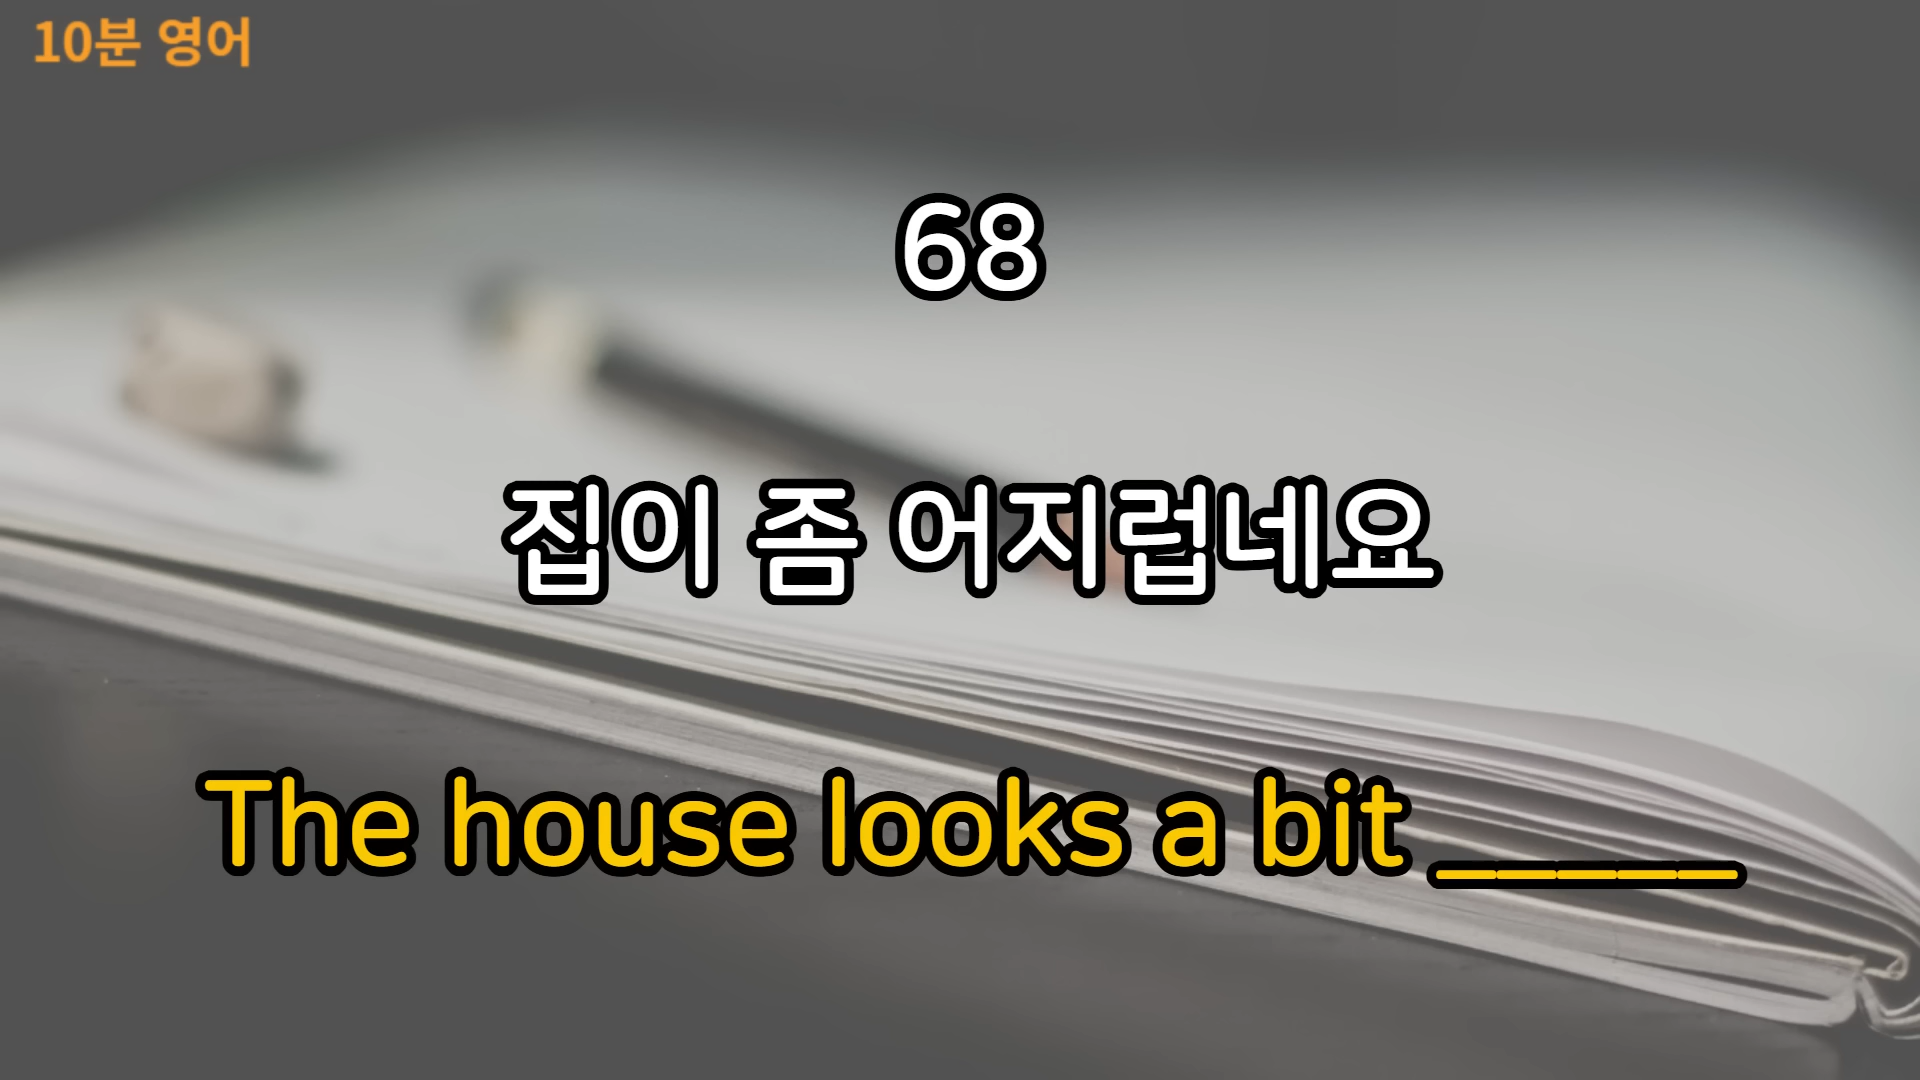 10분 영어
68
집이 좀 어지럽네요
The house looks a bit _____